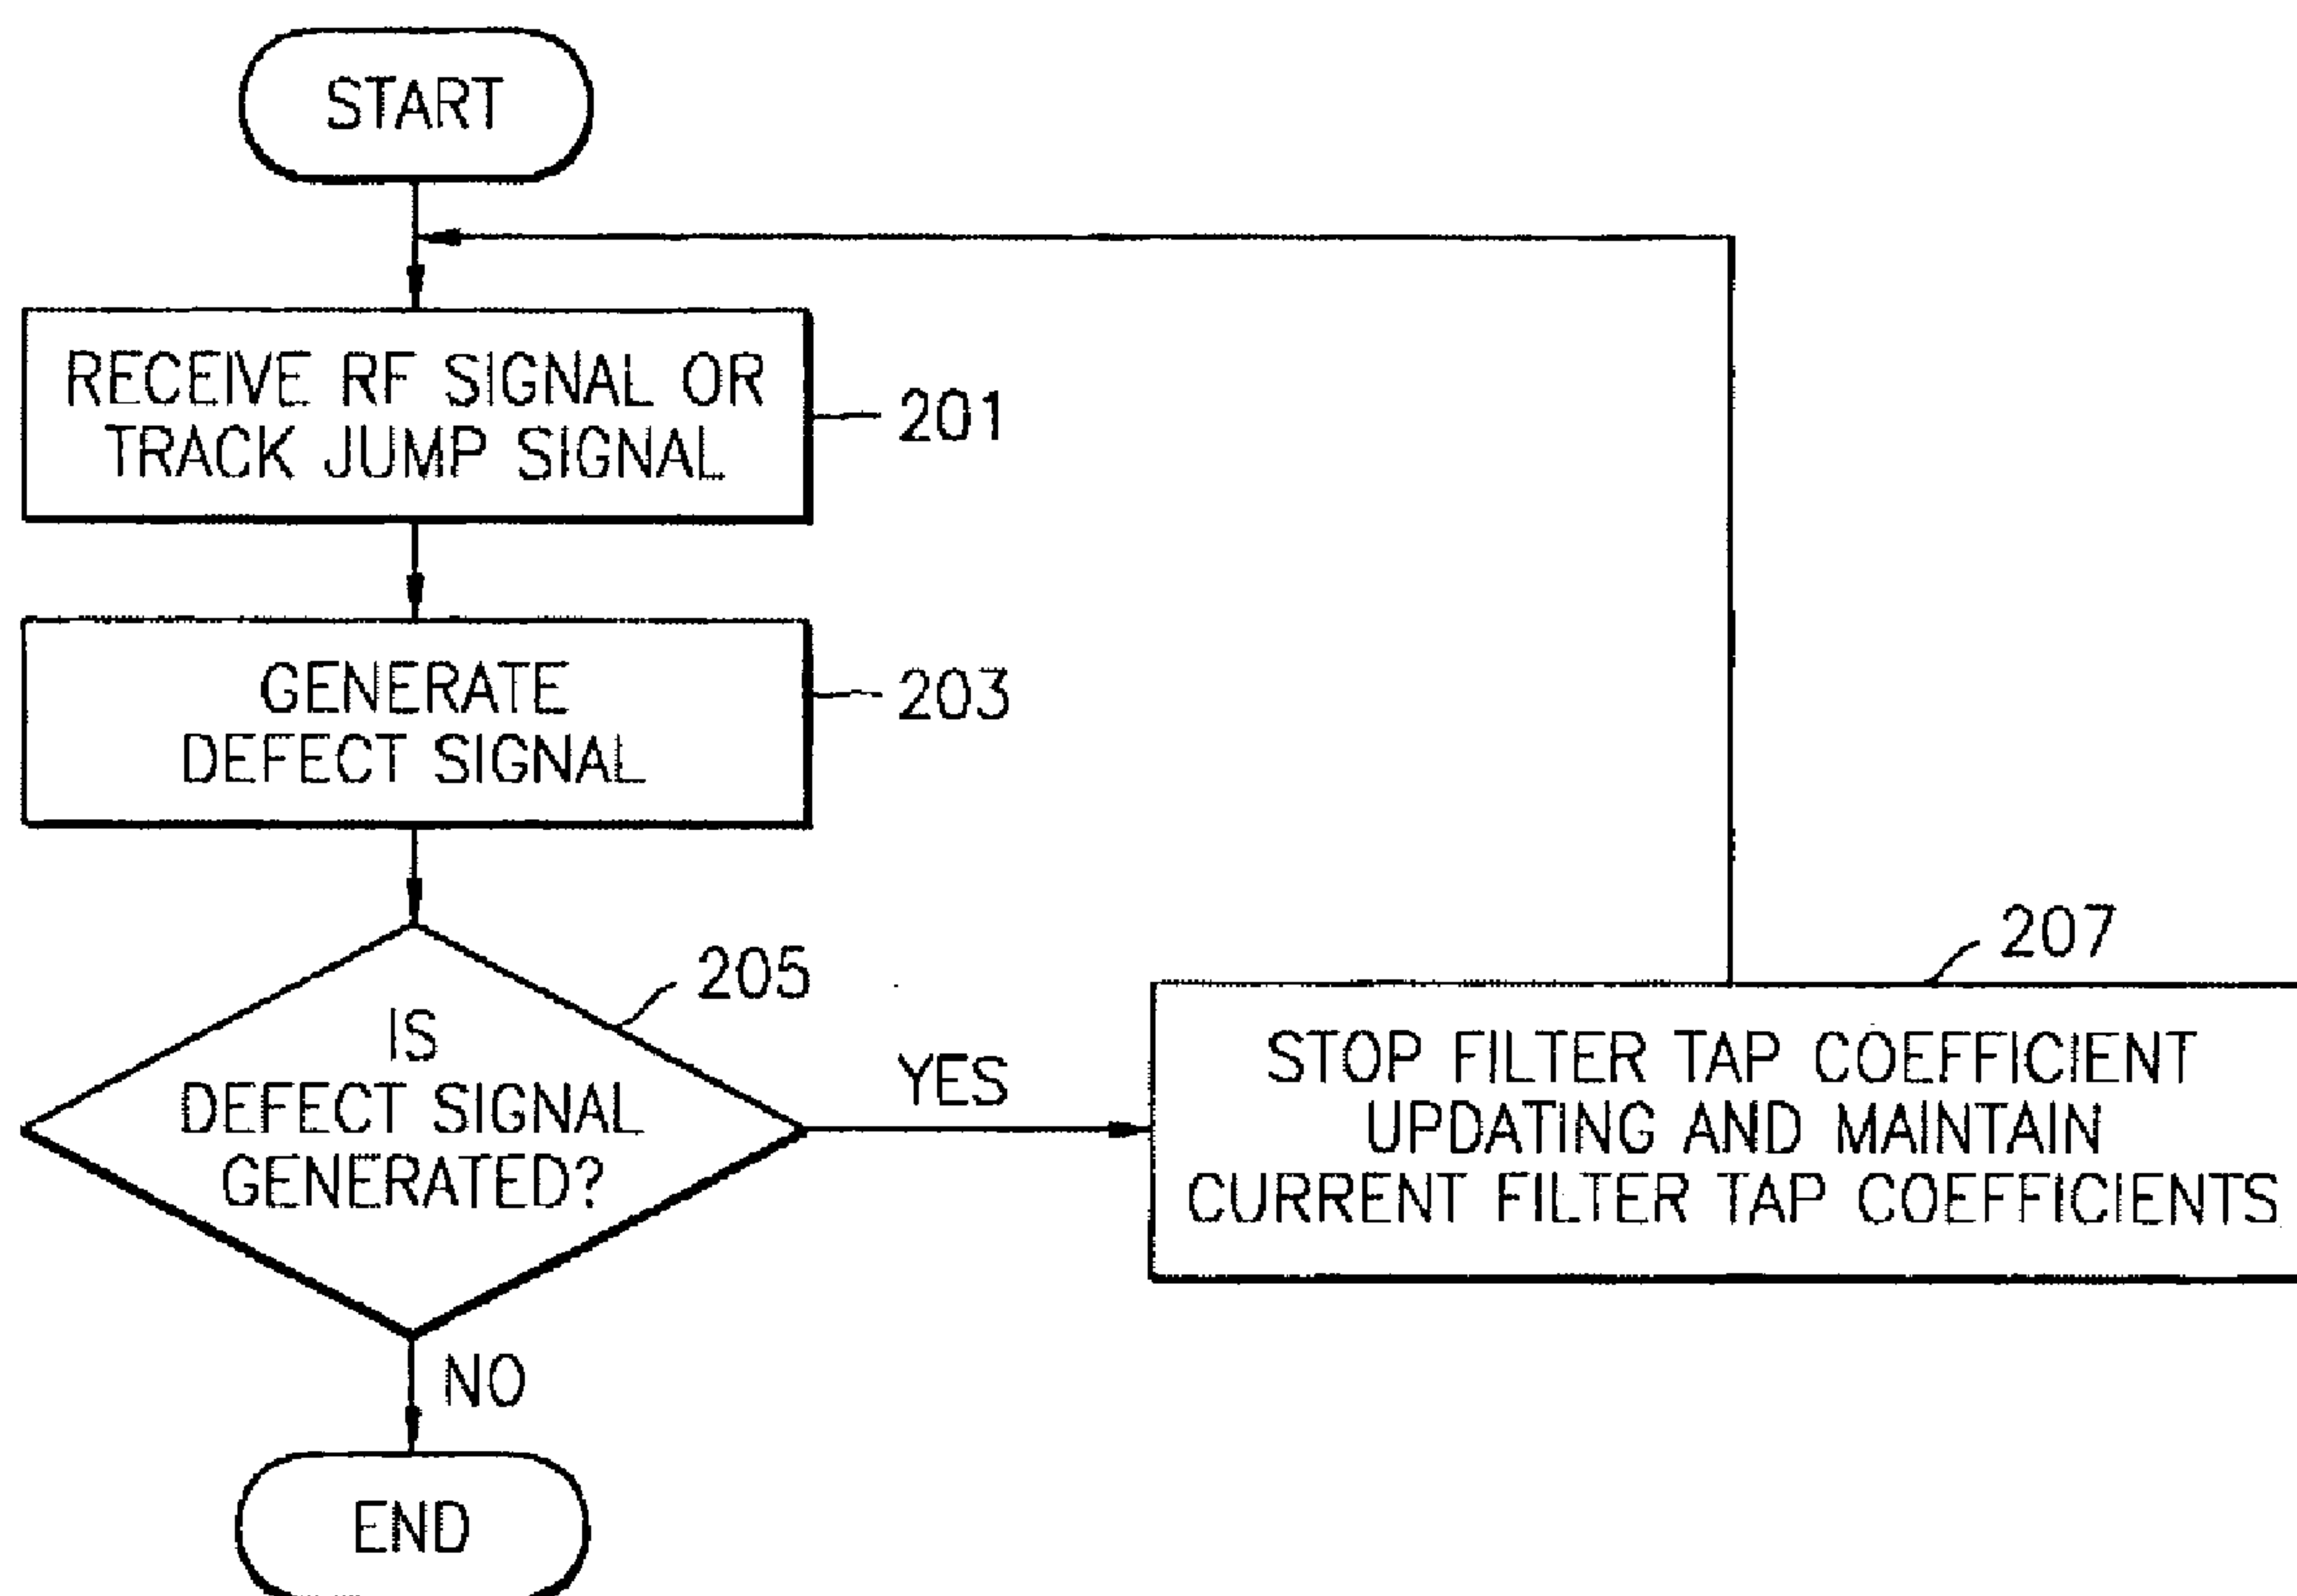 START
RECEIVE RF SIGNAL OR
TRACK JUMP SIGNAL
201
GENERATE
DEFECT SIGNAL
203
IS
DEFECT SIGNAL
GENERATED?
205
YES
207
STOP FILTER TAP COEFFICIENT
UPDATING AND MAINTAIN
CURRENT FILTER TAP COEFFICIENTS
NO
END